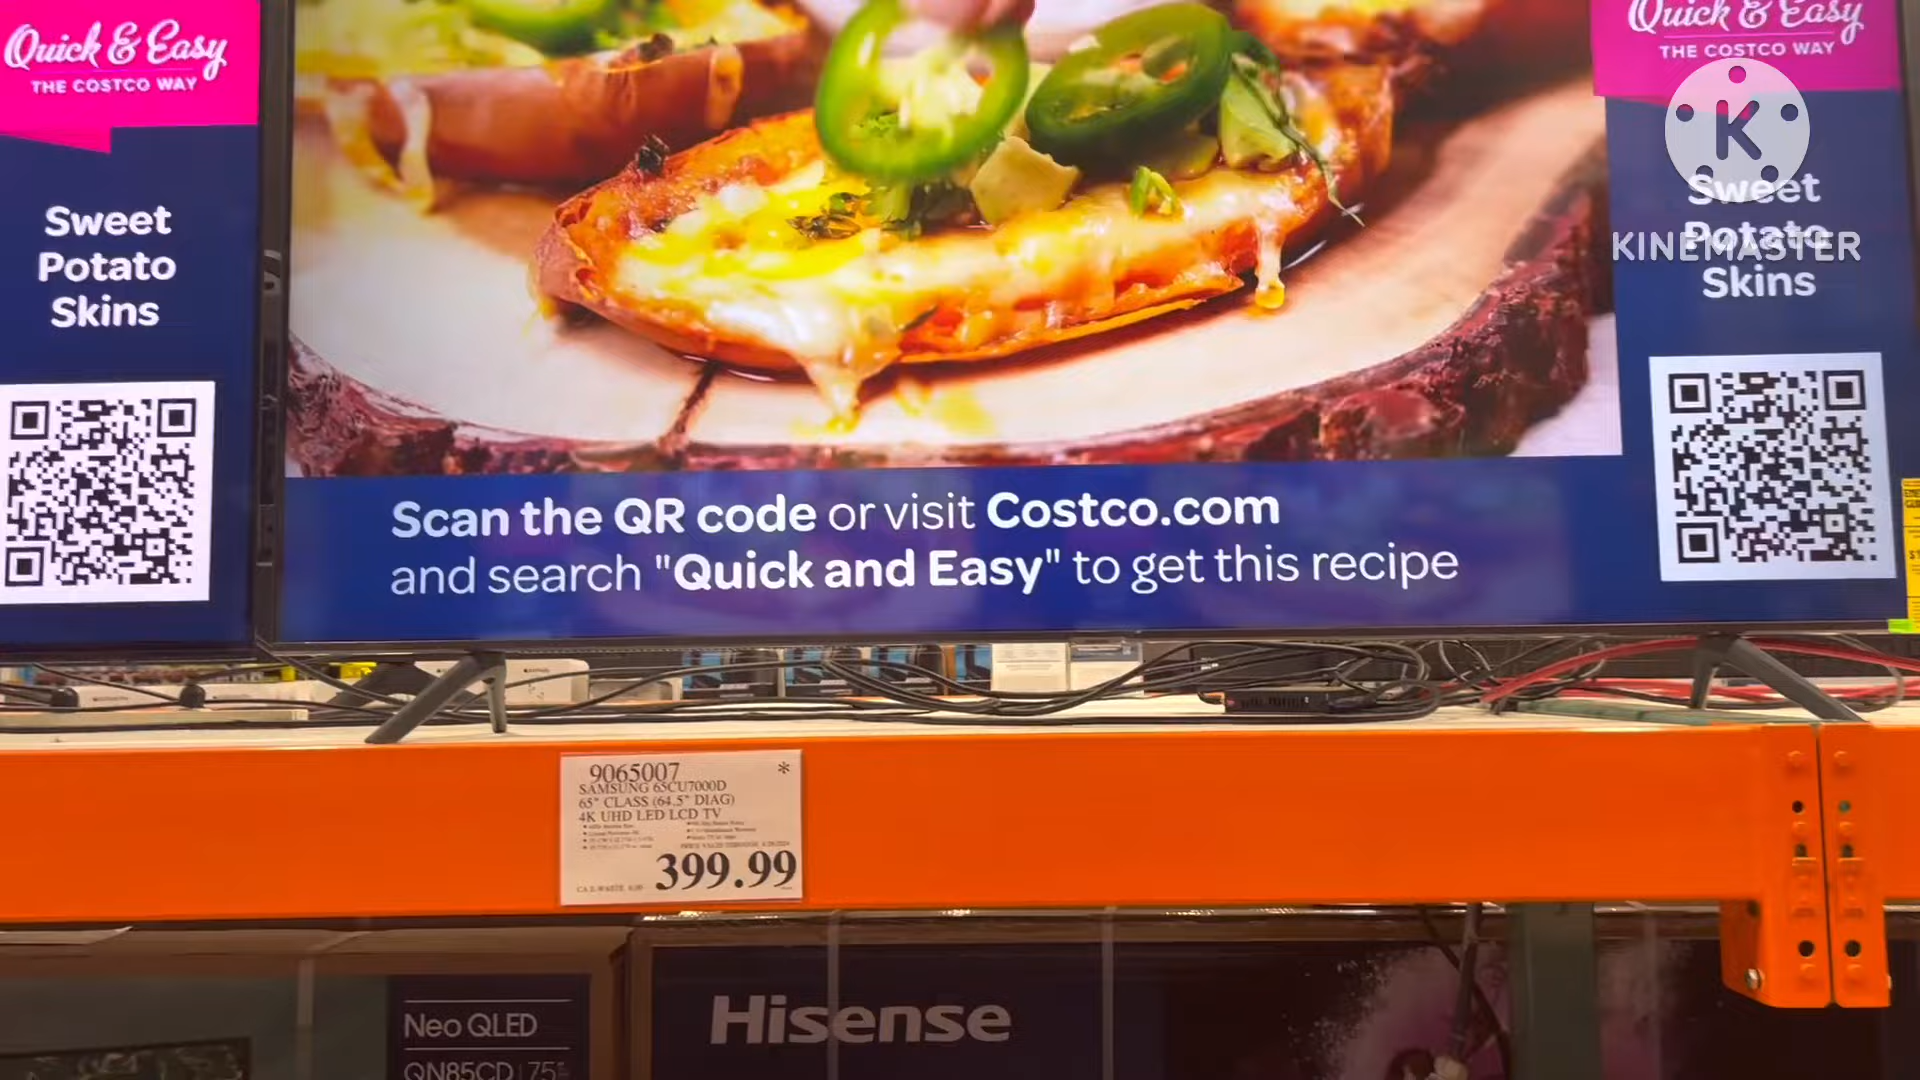 Quick & Easy
THE COSTCO WAY
Sweet
Potato
Skins
Quick & Easy
THE COSTCO WAY
K
KINEMASTER
Sweet
Potato
Skins
Scan the QR code or visit Costco.com
and search "Quick and Easy" to get this recipe
9065007 *
SAMSUNG 65CU7000D
65" CLASS (64.5" DIAG)
4K UHD LED LCD TV
399.99
Neo QLED
QN85CD | 75"
Hisense